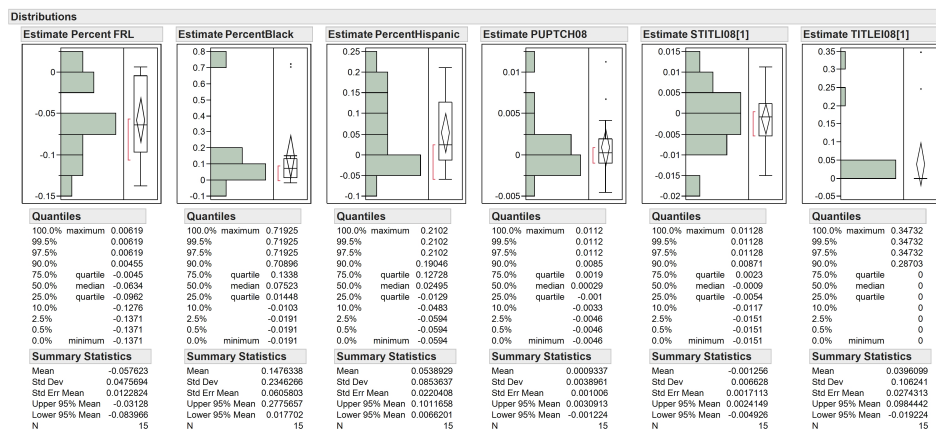 Distributions
Estimate Percent FRL
0
-0.05
-0.1
-0.15
Quantiles
100.0% maximum 0.00619
99.5% 0.00619
97.5% 0.00619
90.0% 0.00455
75.0% quartile -0.0045
50.0% median -0.0634
25.0% quartile -0.0962
10.0% -0.1276
2.5% -0.1371
0.5% -0.1371
0.0% minimum -0.1371
Summary Statistics
Mean -0.057623
Std Dev 0.0475694
Std Err Mean 0.0122824
Upper 95% Mean -0.03128
Lower 95% Mean -0.083966
N 15
Estimate PercentBlack
0.8
0.7
0.6
0.5
0.4
0.3
0.2
0.1
0
-0.1
Quantiles
100.0% maximum 0.71925
99.5% 0.71925
97.5% 0.71925
90.0% 0.70896
75.0% quartile 0.1338
50.0% median 0.07523
25.0% quartile 0.01448
10.0% -0.0103
2.5% -0.0191
0.5% -0.0191
0.0% minimum -0.0191
Summary Statistics
Mean 0.1476338
Std Dev 0.2346266
Std Err Mean 0.0605803
Upper 95% Mean 0.2775657
Lower 95% Mean 0.017702
N 15
Estimate PercentHispanic
0.25
0.2
0.15
0.1
0.05
0
-0.05
-0.1
Quantiles
100.0% maximum 0.2102
99.5% 0.2102
97.5% 0.2102
90.0% 0.19046
75.0% quartile 0.12728
50.0% median 0.02495
25.0% quartile -0.0129
10.0% -0.0483
2.5% -0.0594
0.5% -0.0594
0.0% minimum -0.0594
Summary Statistics
Mean 0.0538929
Std Dev 0.0853637
Std Err Mean 0.0220408
Upper 95% Mean 0.1011658
Lower 95% Mean 0.0066201
N 15
Estimate PUPTCH08
0.01
0.005
0
-0.005
Quantiles
100.0% maximum 0.0112
99.5% 0.0112
97.5% 0.0112
90.0% 0.0085
75.0% quartile 0.0019
50.0% median 0.00029
25.0% quartile -0.001
10.0% -0.0033
2.5% -0.0046
0.5% -0.0046
0.0% minimum -0.0046
Summary Statistics
Mean 0.0009337
Std Dev 0.0038961
Std Err Mean 0.001006
Upper 95% Mean 0.0030913
Lower 95% Mean -0.001224
N 15
Estimate STITLI08[1]
0.015
0.01
0.005
0
-0.005
-0.01
-0.015
-0.02
Quantiles
100.0% maximum 0.01128
99.5% 0.01128
97.5% 0.01128
90.0% 0.00871
75.0% quartile 0.0023
50.0% median -0.0009
25.0% quartile -0.0054
10.0% -0.0117
2.5% -0.0151
0.5% -0.0151
0.0% minimum -0.0151
Summary Statistics
Mean -0.001256
Std Dev 0.006628
Std Err Mean 0.0017113
Upper 95% Mean 0.0024149
Lower 95% Mean -0.004926
N 15
Estimate TITLEI08[1]
0.35
0.3
0.25
0.2
0.15
0.1
0.05
0
-0.05
Quantiles
100.0% maximum 0.34732
99.5% 0.34732
97.5% 0.34732
90.0% 0.28703
75.0% quartile 0
50.0% median 0
25.0% quartile 0
10.0% 0
2.5% 0
0.5% 0
0.0% minimum 0
Summary Statistics
Mean 0.0396099
Std Dev 0.106241
Std Err Mean 0.0274313
Upper 95% Mean 0.0984442
Lower 95% Mean -0.019224
N 15